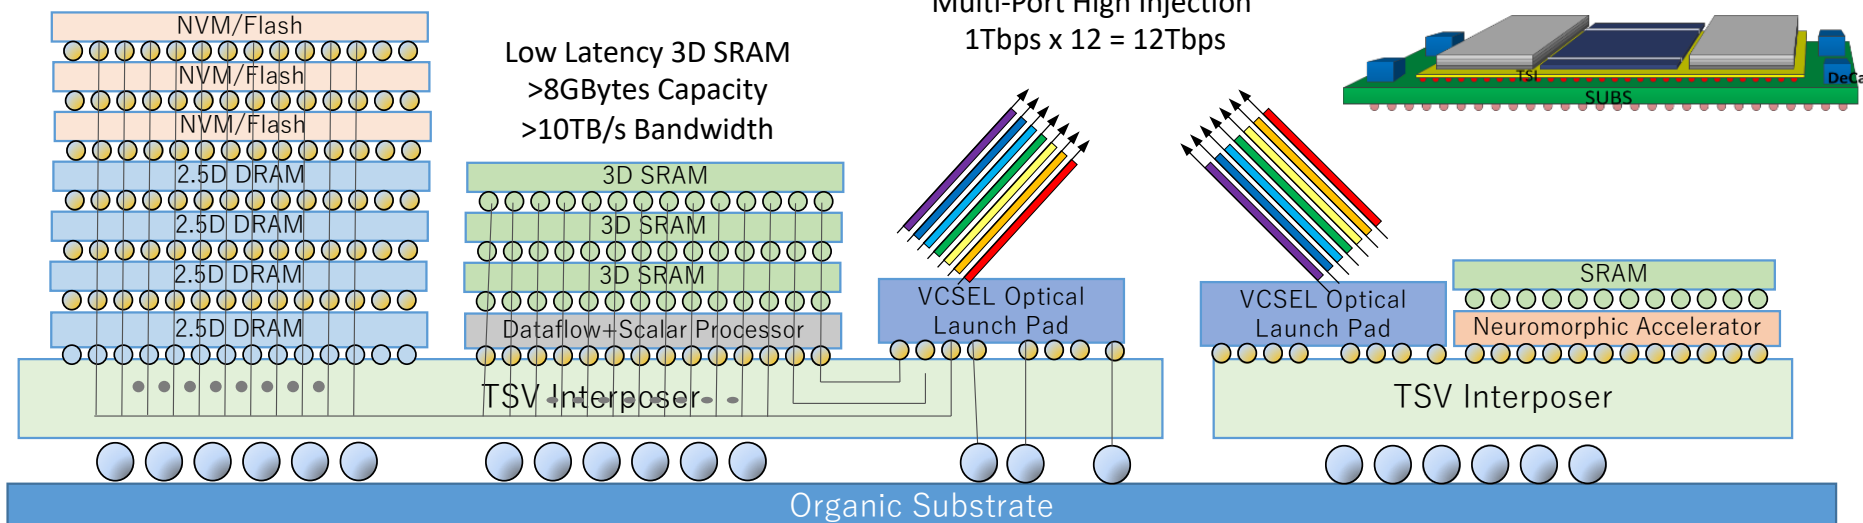 Multi-Port High Injection
1Tbps x 12 = 12Tbps
Low Latency 3D SRAM
>8GBytes Capacity
>10TB/s Bandwidth
NVM/Flash
NVM/Flash
NVM/Flash
2.5D DRAM
2.5D DRAM
2.5D DRAM
2.5D DRAM
3D SRAM
3D SRAM
3D SRAM
Dataflow+Scalar Processor
VCSEL Optical
Launch Pad
TSV Interposer
TSI
DeCa
SUBS
VCSEL Optical
Launch Pad
SRAM
Neuromorphic Accelerator
TSV Interposer
Organic Substrate